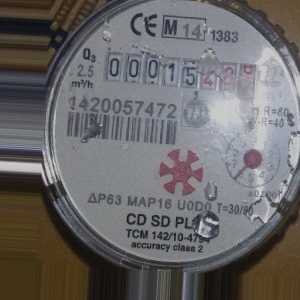 CE M 14 1383
Q3
2.5
m³/h
00015
1420057472
R=80
R=40
ΔP63 MAP16 U0D0 T=30/90
CD SD PL
TCM 142/10-479
accuracy class 2